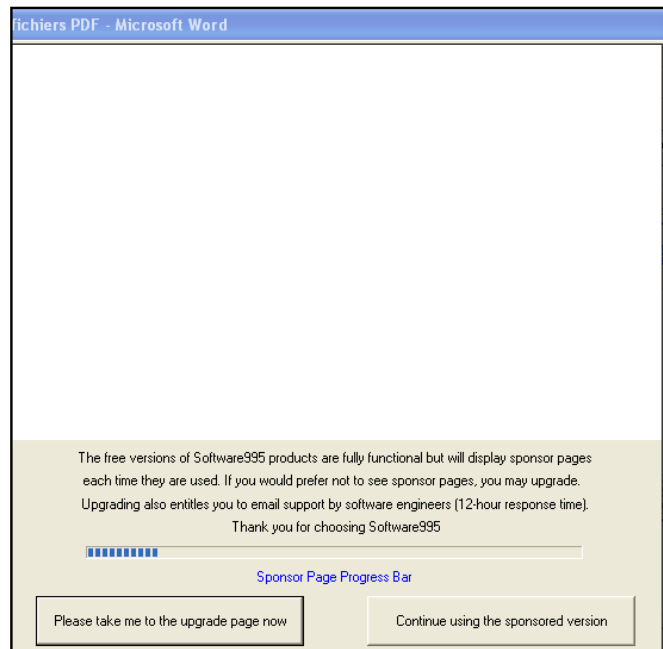 fichiers PDF - Microsoft Word
The free versions of Software995 products are fully functional but will display sponsor pages
each time they are used. If you would prefer not to see sponsor pages, you may upgrade.
Upgrading also entitles you to email support by software engineers (12-hour response time).
Thank you for choosing Software995
Sponsor Page Progress Bar
Please take me to the upgrade page now
Continue using the sponsored version